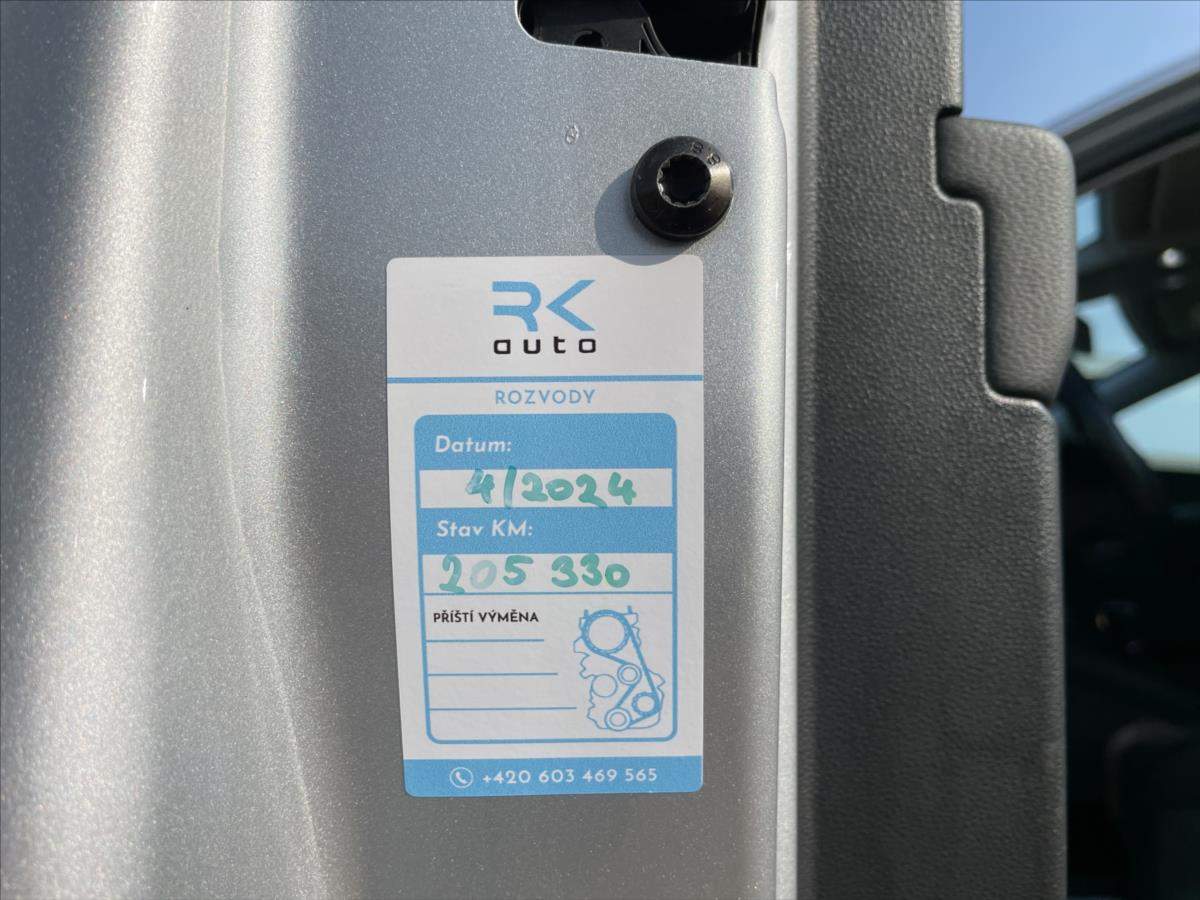 RK
auto
ROZVODY
Datum:
4/2024
Stav KM:
205 330
PŘÍŠTÍ VÝMĚNA
+420 603 469 565